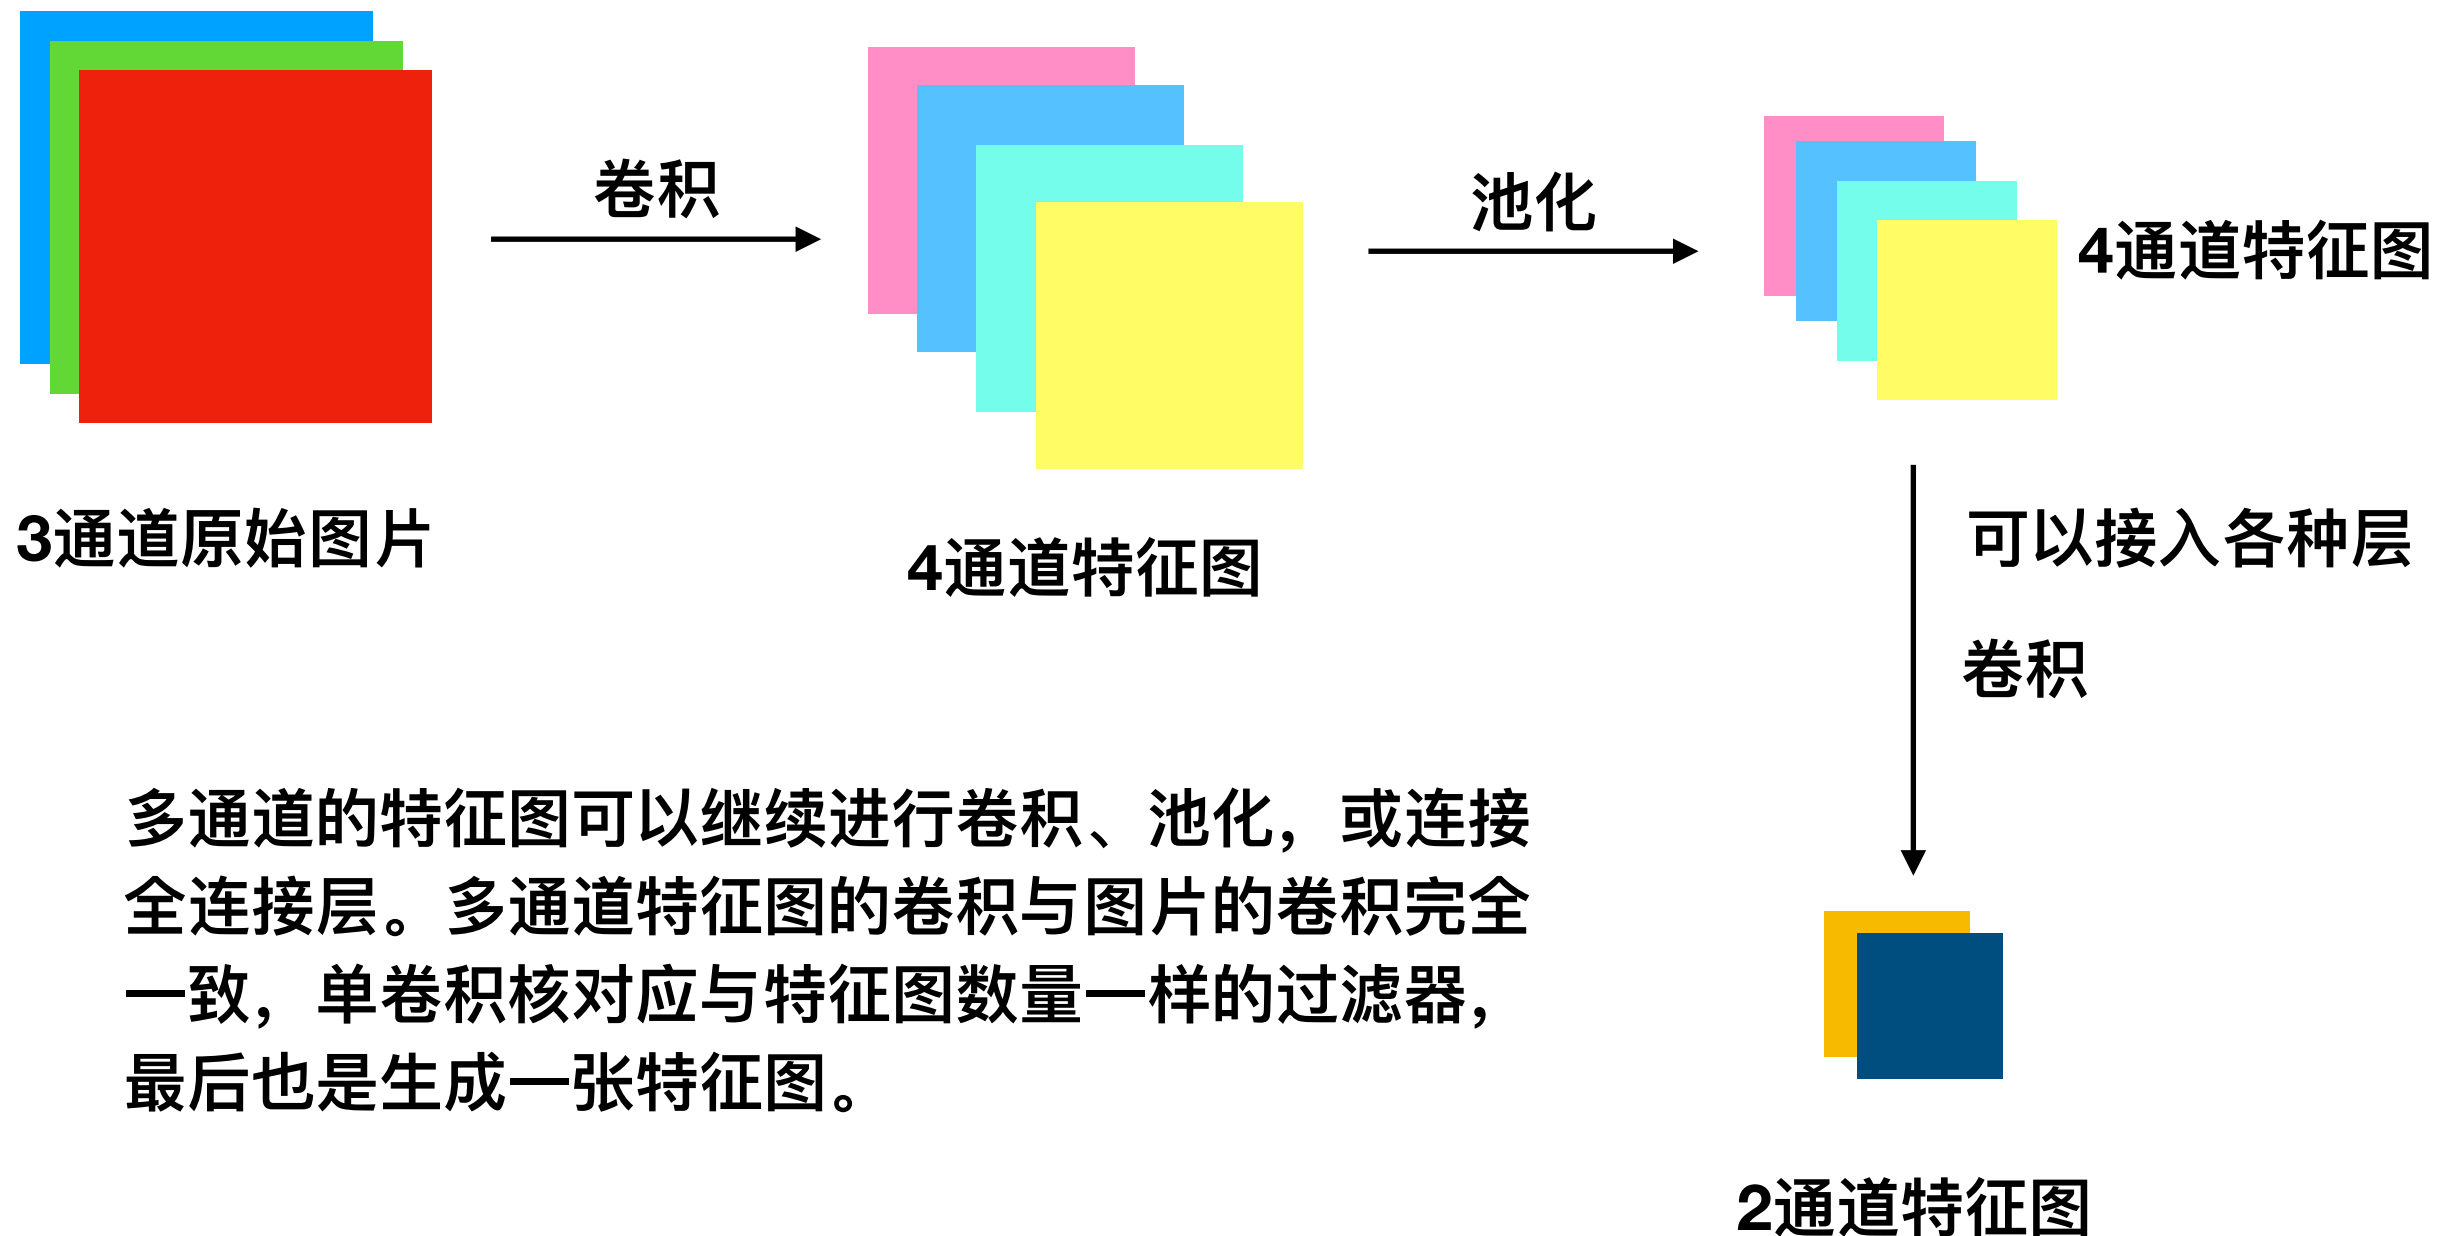 卷积
池化
4通道特征图
3通道原始图片
4通道特征图
可以接入各种层
卷积
多通道的特征图可以继续进行卷积、池化，或连接
全连接层。多通道特征图的卷积与图片的卷积完全
一致，单卷积核对应与特征图数量一样的过滤器，
最后也是生成一张特征图。
2通道特征图